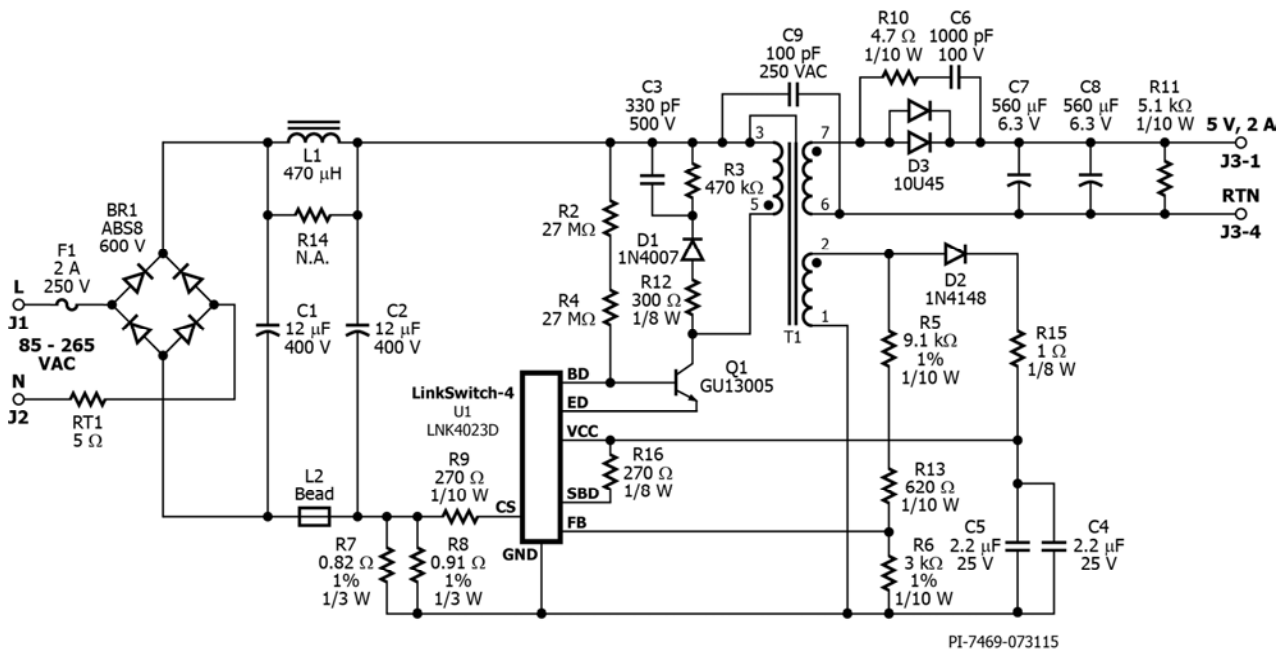 R10
4.7 Ω
1/10 W
C6
1000 pF
100 V
C9
100 pF
250 VAC
C3
330 pF
500 V
C7
560 µF
6.3 V
C8
560 µF
6.3 V
R11
5.1 kΩ
1/10 W
5 V, 2 A
J3-1
RTN
J3-4
3
7
5
6
2
1
L1
470 µH
R3
470 kΩ
D3
10U45
BR1
ABS8
600 V
R14
N.A.
R2
27 MΩ
D1
1N4007
F1
2 A
250 V
R12
300 Ω
1/8 W
D2
1N4148
L
J1
C1
12 µF
400 V
C2
12 µF
400 V
R4
27 MΩ
T1
R5
9.1 kΩ
1%
1/10 W
R15
1 Ω
1/8 W
85 - 265
VAC
N
J2
RT1
5 Ω
Q1
GU13005
LinkSwitch-4
U1
LNK4023D
BD
ED
VCC
SBD
FB
CS
GND
R16
270 Ω
1/8 W
R9
270 Ω
1/10 W
L2
Bead
R13
620 Ω
1/10 W
R7
0.82 Ω
1%
1/3 W
R8
0.91 Ω
1%
1/3 W
R6
3 kΩ
1%
1/10 W
C5
2.2 µF
25 V
C4
2.2 µF
25 V
PI-7469-073115